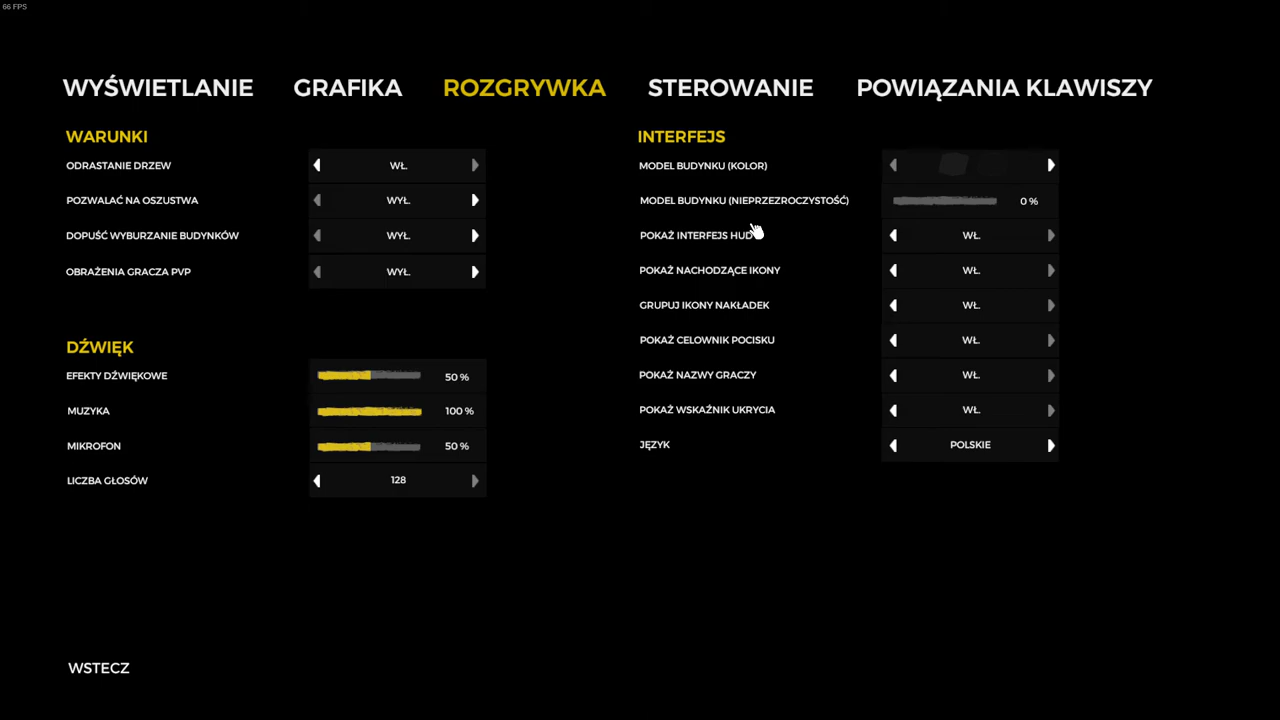 66 FPS
WYŚWIETLANIE GRAFIKA ROZGRYWKA STEROWANIE POWIĄZANIA KLAWISZY
WARUNKI
ODRASTANIE DRZEW WŁ.
POZWALAĆ NA OSZUSTWA WYŁ.
DOPUŚĆ WYBURZANIE BUDYNKÓW WYŁ.
OBRAŻENIA GRACZA PVP WYŁ.
DŹWIĘK
EFEKTY DŹWIĘKOWE 50 %
MUZYKA 100 %
MIKROFON 50 %
LICZBA GŁOSÓW 128
INTERFEJS
MODEL BUDYNKU (KOLOR)
MODEL BUDYNKU (NIEPRZEZROCZYSTOŚĆ) 0 %
POKAŻ INTERFEJS HUD WŁ.
POKAŻ NACHODZĄCE IKONY WŁ.
GRUPUJ IKONY NAKŁADEK WŁ.
POKAŻ CELOWNIK POCISKU WŁ.
POKAŻ NAZWY GRACZY WŁ.
POKAŻ WSKAŹNIK UKRYCIA WŁ.
JĘZYK POLSKIE
WSTECZ